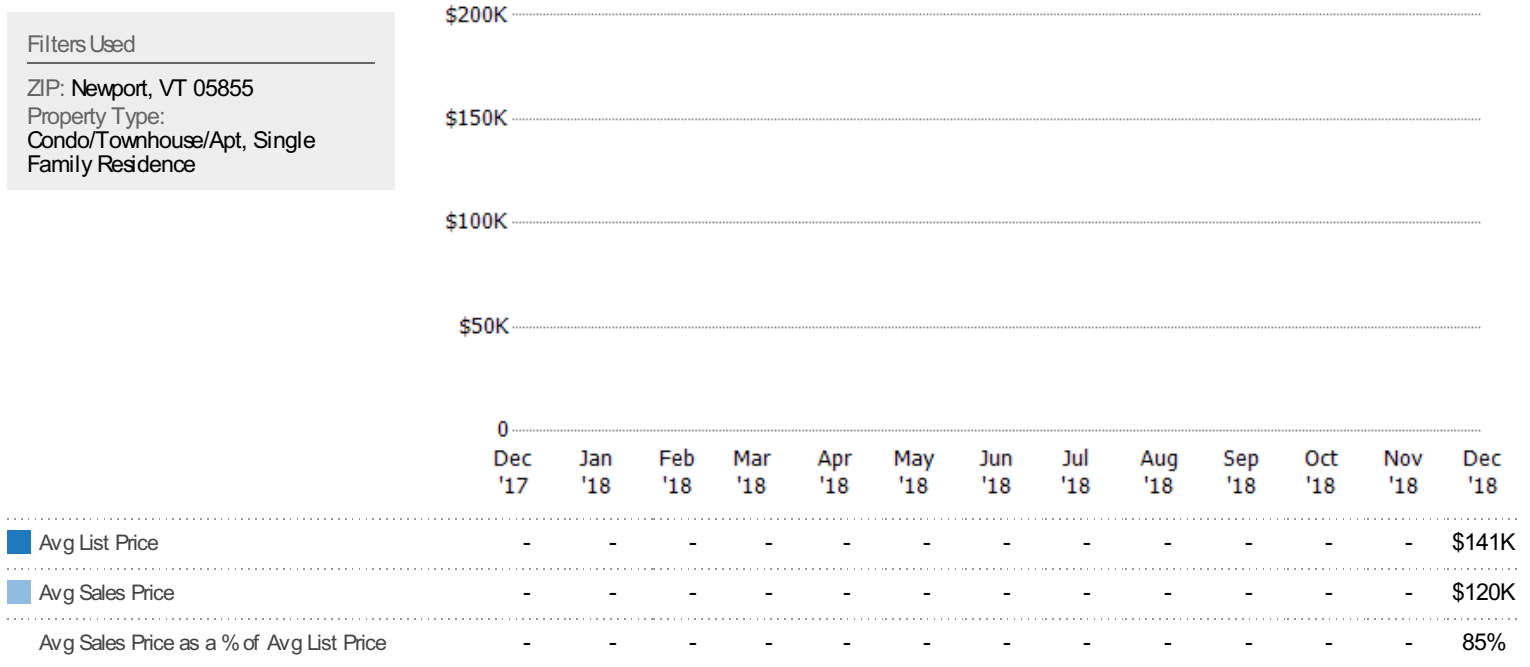 Filters Used
ZIP: Newport, VT 05855
Property Type:
Condo/Townhouse/Apt, Single
Family Residence
$200K
$150K
$100K
$50K
0
Dec Jan Feb Mar Apr May Jun Jul Aug Sep Oct Nov Dec
'17 '18 '18 '18 '18 '18 '18 '18 '18 '18 '18 '18 '18
Avg List Price - - - - - - - - - - - - $141K
Avg Sales Price - - - - - - - - - - - - $120K
Avg Sales Price as a % of Avg List Price - - - - - - - - - - - - 85%